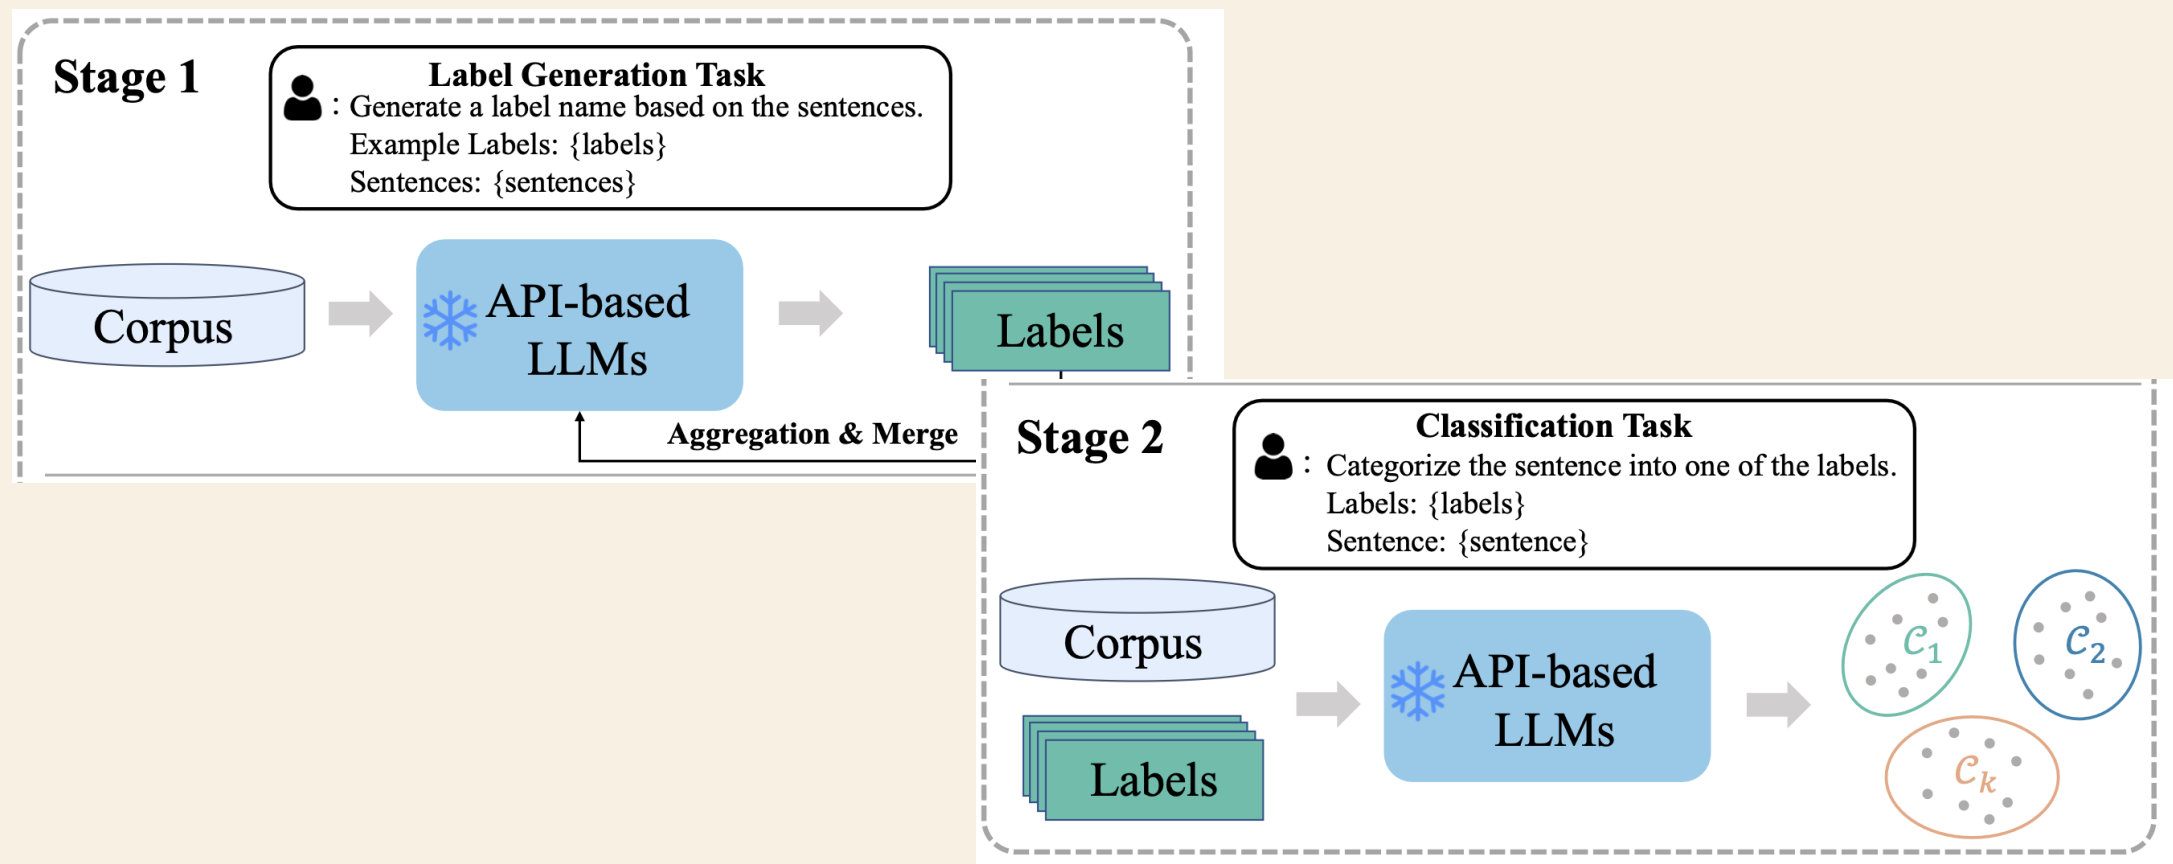 Stage 1
Label Generation Task
: Generate a label name based on the sentences.
Example Labels: {labels}
Sentences: {sentences}
Corpus
API-based
LLMs
Labels
Aggregation & Merge
Stage 2
Classification Task
: Categorize the sentence into one of the labels.
Labels: {labels}
Sentence: {sentence}
Corpus
Labels
API-based
LLMs
𝒞1
𝒞2
𝒞k